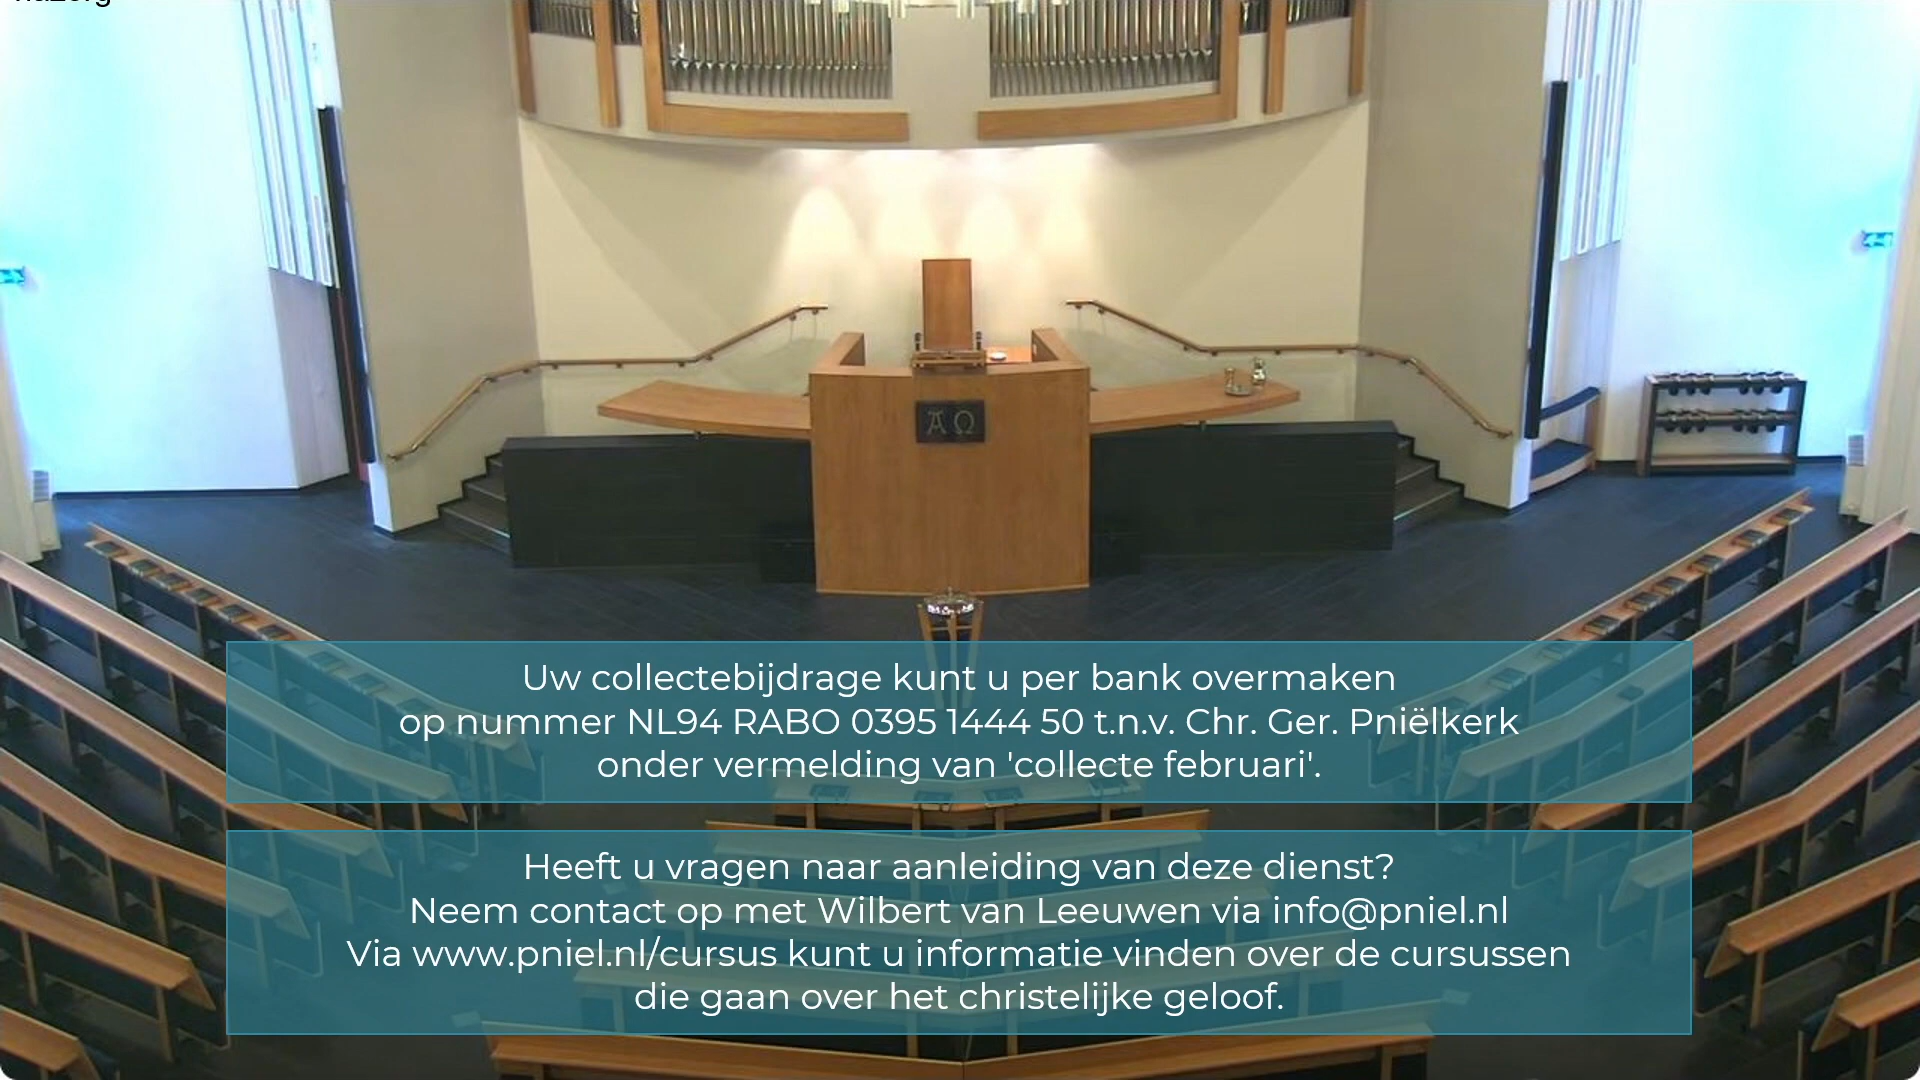 Uw collectebijdrage kunt u per bank overmaken
op nummer NL94 RABO 0395 1444 50 t.n.v. Chr. Ger. Pniëlkerk
onder vermelding van 'collecte februari'.
Heeft u vragen naar aanleiding van deze dienst?
Neem contact op met Wilbert van Leeuwen via info@pniel.nl
Via www.pniel.nl/cursus kunt u informatie vinden over de cursussen
die gaan over het christelijke geloof.
Α Ω